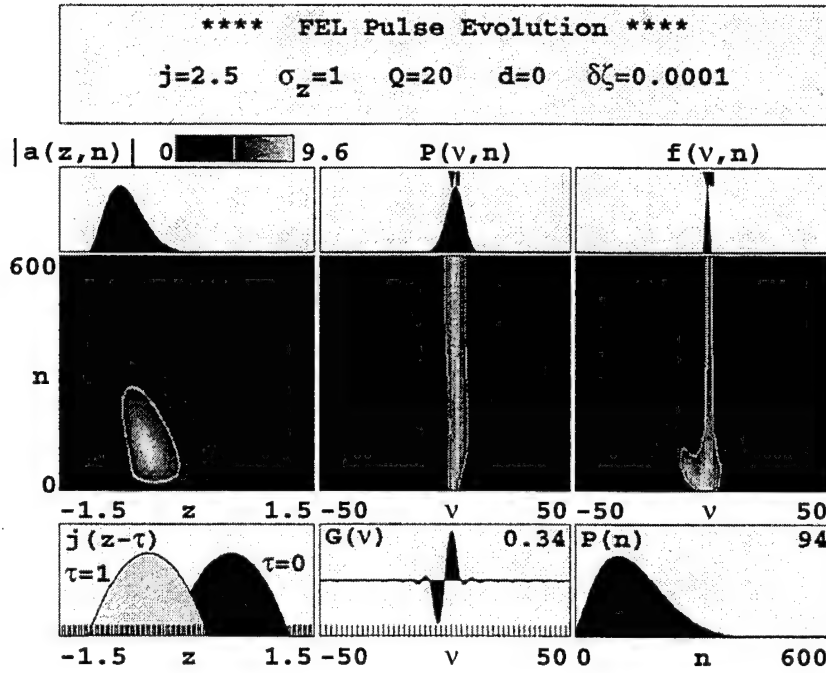 **** FEL Pulse Evolution ****
j=2.5 σz=1 Q=20 d=0 δζ=0.0001
|a(z,n)| 0 9.6 P(ν,n) f(ν,n)
600
n
0
-1.5 z 1.5 -50 ν 50 -50 ν 50
j(z-τ) G(ν) 0.34 P(n) 94
τ=1 τ=0
-1.5 z 1.5 -50 ν 50 0 n 600